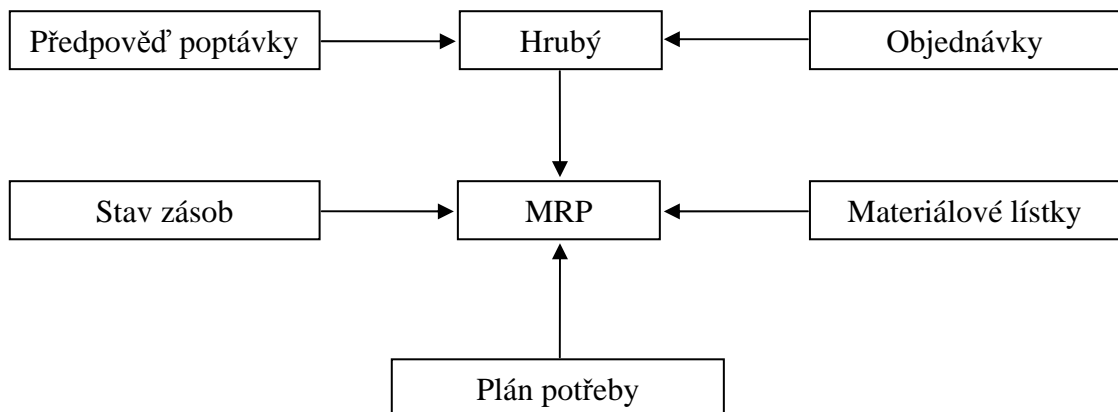 Předpověď poptávky
Hrubý
Objednávky
Stav zásob
MRP
Materiálové lístky
Plán potřeby